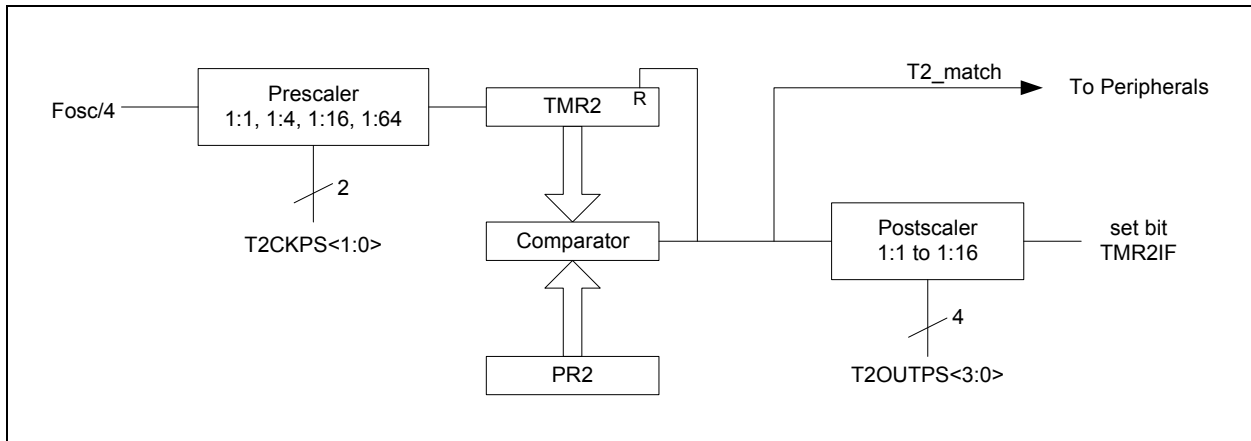 T2_match
To Peripherals
Fosc/4
Prescaler
1:1, 1:4, 1:16, 1:64
TMR2
R
2
T2CKPS<1:0>
Comparator
Postscaler
1:1 to 1:16
set bit
TMR2IF
4
T2OUTPS<3:0>
PR2